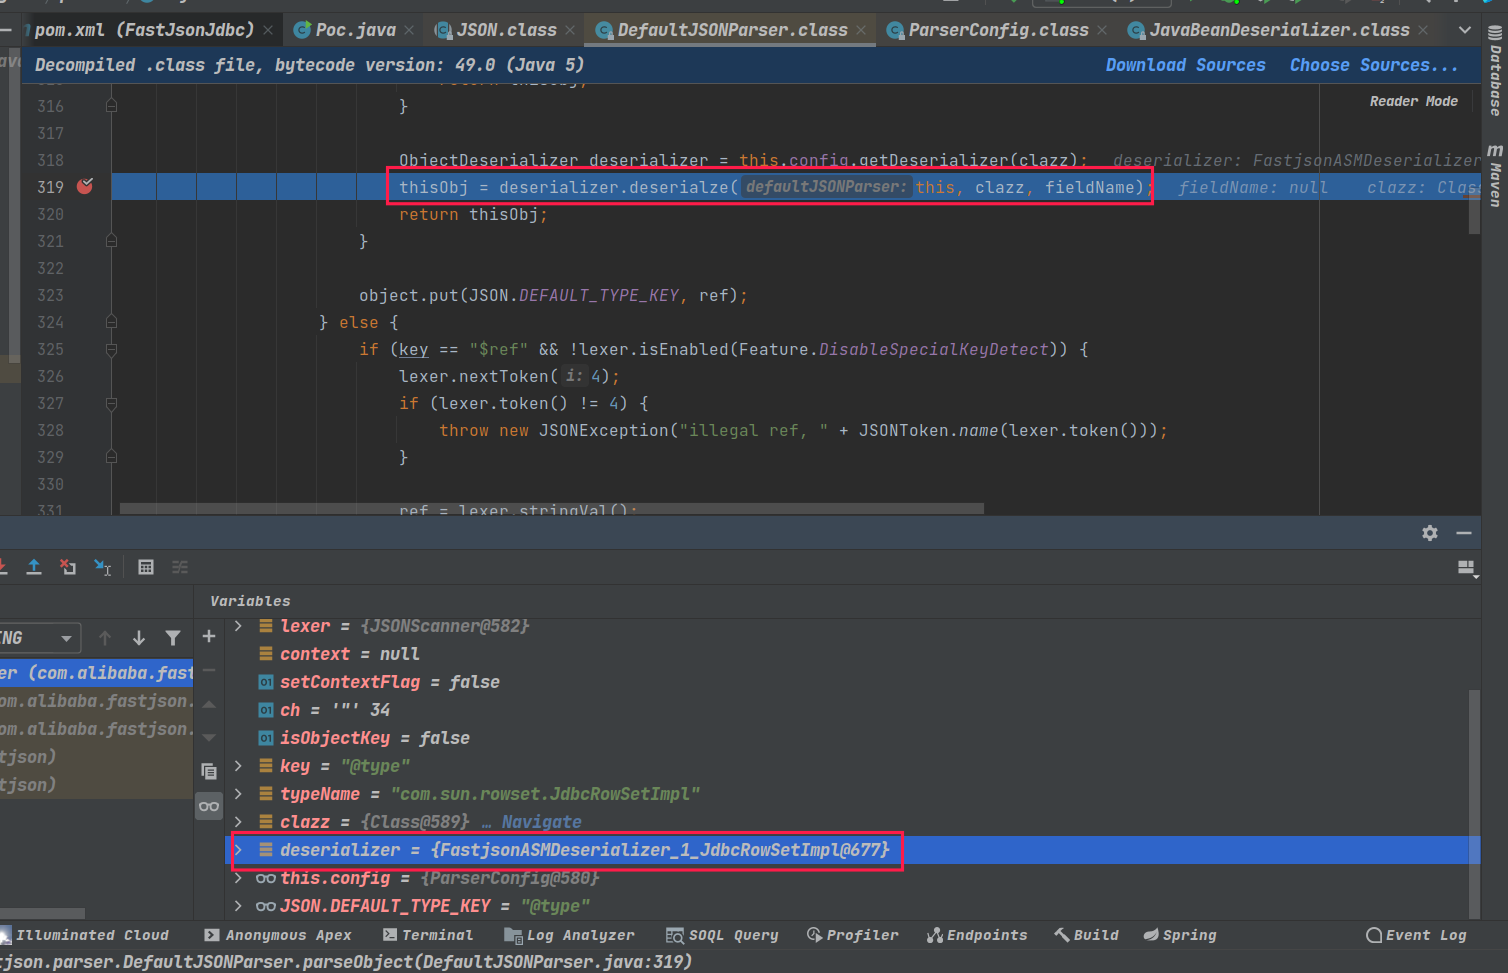 pom.xml (FastJsonJdbc) Poc.java JSON.class DefaultJSONParser.class ParserConfig.class JavaBeanDeserializer.class
Decompiled .class file, bytecode version: 49.0 (Java 5) Download Sources Choose Sources...
Reader Mode
Database
Maven
316 }
317
318 ObjectDeserializer deserializer = this.config.getDeserializer(clazz); deserializer: FastjsonASMDeserializer
319 thisObj = deserializer.deserialze( defaultJSONParser: this, clazz, fieldName); fieldName: null clazz: Clas
320 return thisObj;
321 }
322
323 object.put(JSON.DEFAULT_TYPE_KEY, ref);
324 } else {
325 if (key == "$ref" && !lexer.isEnabled(Feature.DisableSpecialKeyDetect)) {
326 lexer.nextToken( i: 4);
327 if (lexer.token() != 4) {
328 throw new JSONException("illegal ref, " + JSONToken.name(lexer.token()));
329 }
330
331 ref = lexer.stringVal();
Variables
NG
er (com.alibaba.fast
om.alibaba.fastjson.
om.alibaba.fastjson.
tjson)
tjson)
lexer = {JSONScanner@582}
context = null
01 setContextFlag = false
01 ch = '"' 34
01 isObjectKey = false
key = "@type"
typeName = "com.sun.rowset.JdbcRowSetImpl"
clazz = {Class@589} … Navigate
deserializer = {FastjsonASMDeserializer_1_JdbcRowSetImpl@677}
this.config = {ParserConfig@580}
JSON.DEFAULT_TYPE_KEY = "@type"
Illuminated Cloud Anonymous Apex Terminal Log Analyzer SOQL Query Profiler Endpoints Build Spring Event Log
tjson.parser.DefaultJSONParser.parseObject(DefaultJSONParser.java:319)